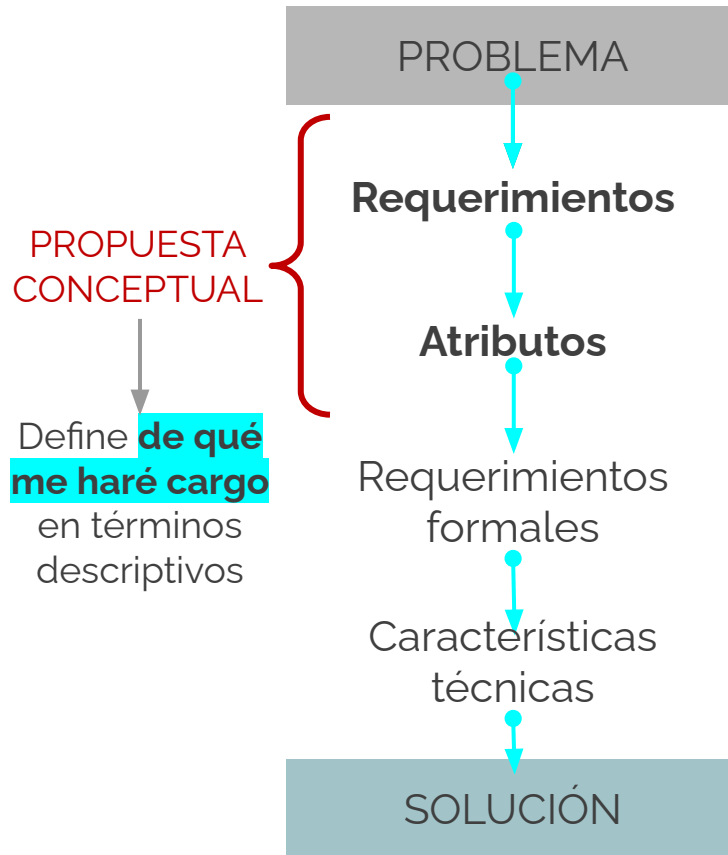 PROBLEMA
Requerimientos
Atributos
Requerimientos
formales
Características
técnicas
SOLUCIÓN
PROPUESTA
CONCEPTUAL
Define de qué
me haré cargo
en términos
descriptivos